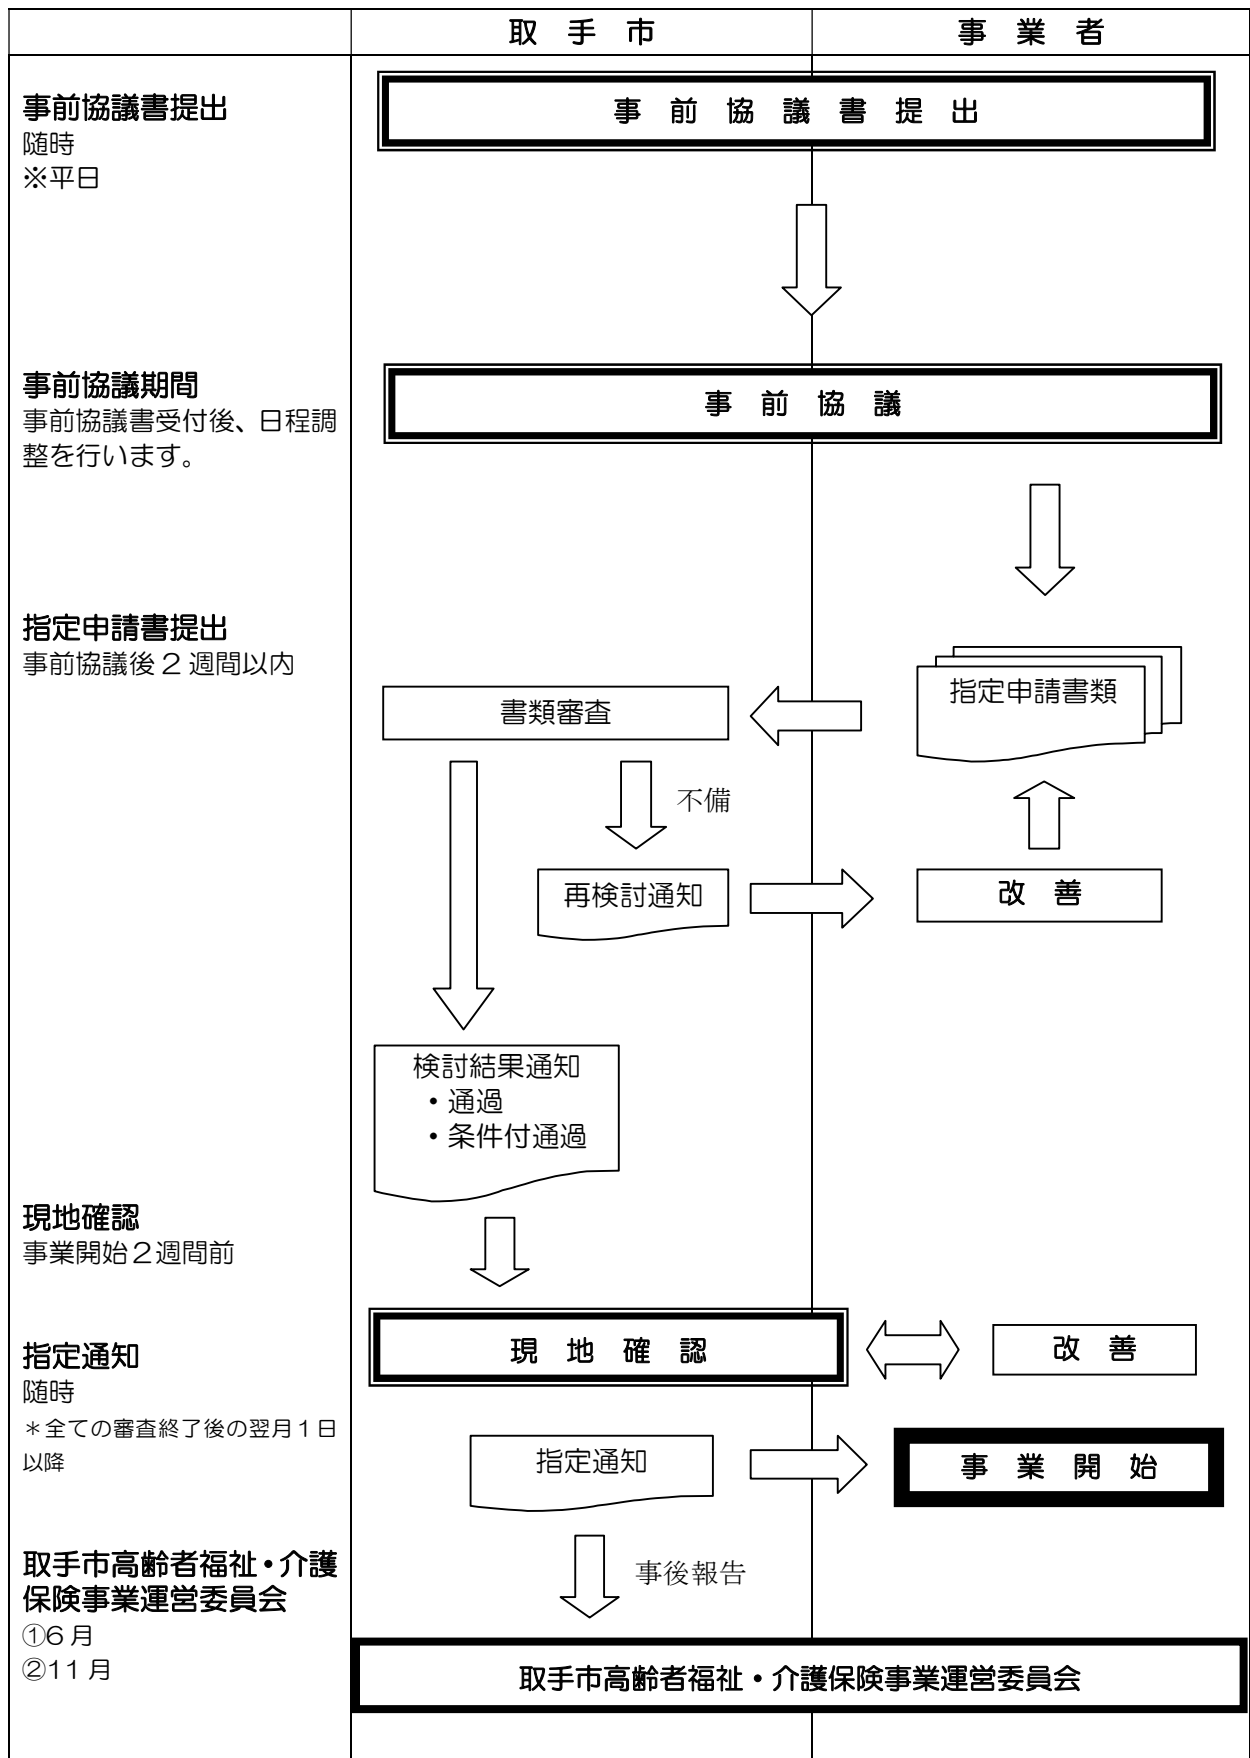 取 手 市
事 業 者
事前協議書提出
随時
※平日
事 前 協 議 書 提 出
事前協議期間
事前協議書受付後、日程調
整を行います。
事 前 協 議
指定申請書提出
事前協議後２週間以内
指定申請書類
書類審査
不備
再検討通知
改 善
検討結果通知
・通過
・条件付通過
現地確認
事業開始２週間前
現 地 確 認
改 善
指定通知
随時
＊全ての審査終了後の翌月１日
以降
指定通知
事 業 開 始
事後報告
取手市高齢者福祉・介護
保険事業運営委員会
①6月
②11月
取手市高齢者福祉・介護保険事業運営委員会